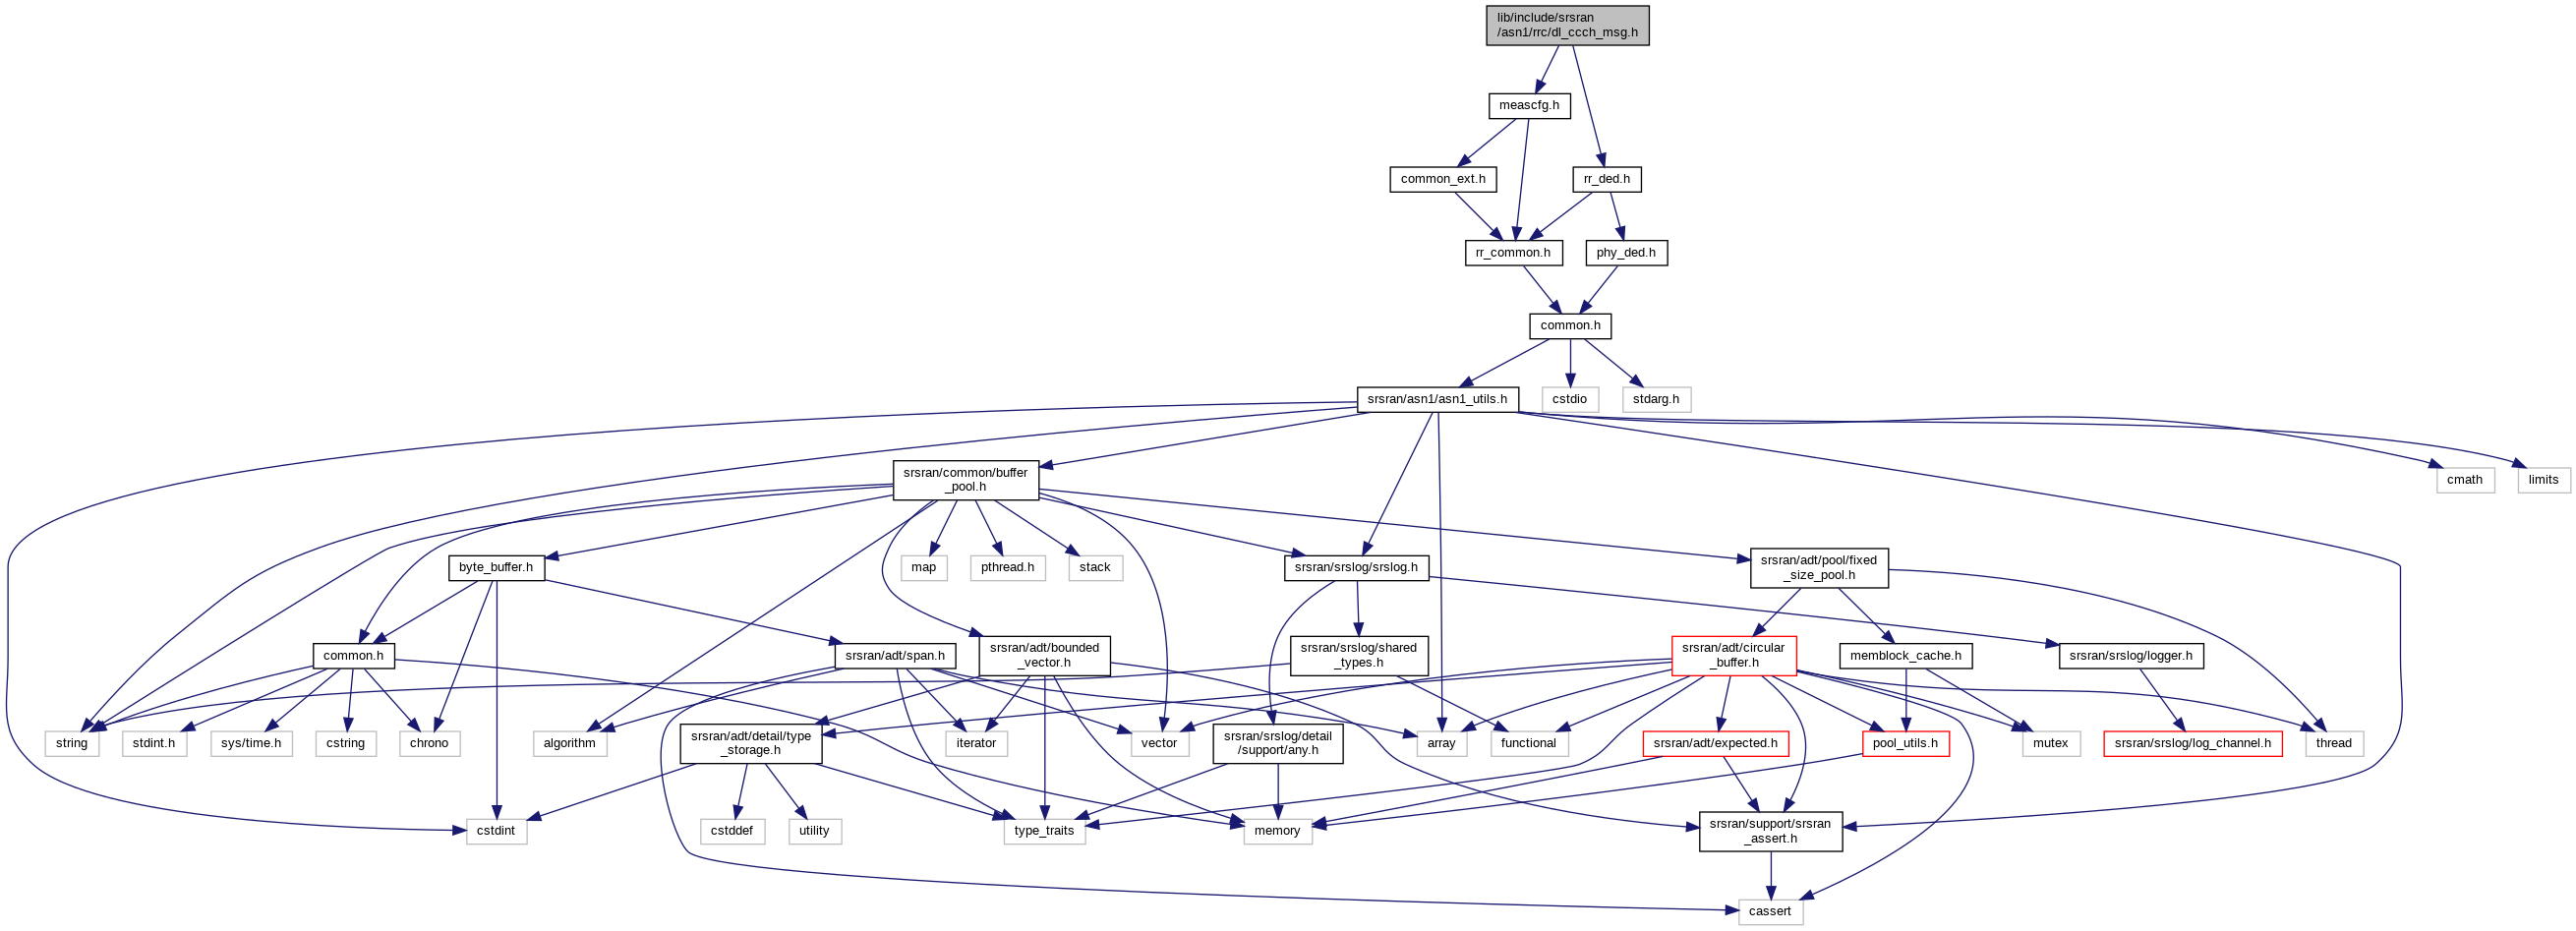 lib/include/srsran
/asn1/rrc/dl_ccch_msg.h
meascfg.h
common_ext.h
rr_ded.h
rr_common.h
phy_ded.h
common.h
srsran/asn1/asn1_utils.h
cstdio
stdarg.h
srsran/common/buffer
_pool.h
cmath
limits
byte_buffer.h
map
pthread.h
stack
srsran/srslog/srslog.h
srsran/adt/pool/fixed
_size_pool.h
common.h
srsran/adt/span.h
srsran/adt/bounded
_vector.h
srsran/srslog/shared
_types.h
srsran/adt/circular
_buffer.h
memblock_cache.h
srsran/srslog/logger.h
string
stdint.h
sys/time.h
cstring
chrono
algorithm
srsran/adt/detail/type
_storage.h
iterator
vector
srsran/srslog/detail
/support/any.h
array
functional
srsran/adt/expected.h
pool_utils.h
mutex
srsran/srslog/log_channel.h
thread
cstdint
cstddef
utility
type_traits
memory
srsran/support/srsran
_assert.h
cassert